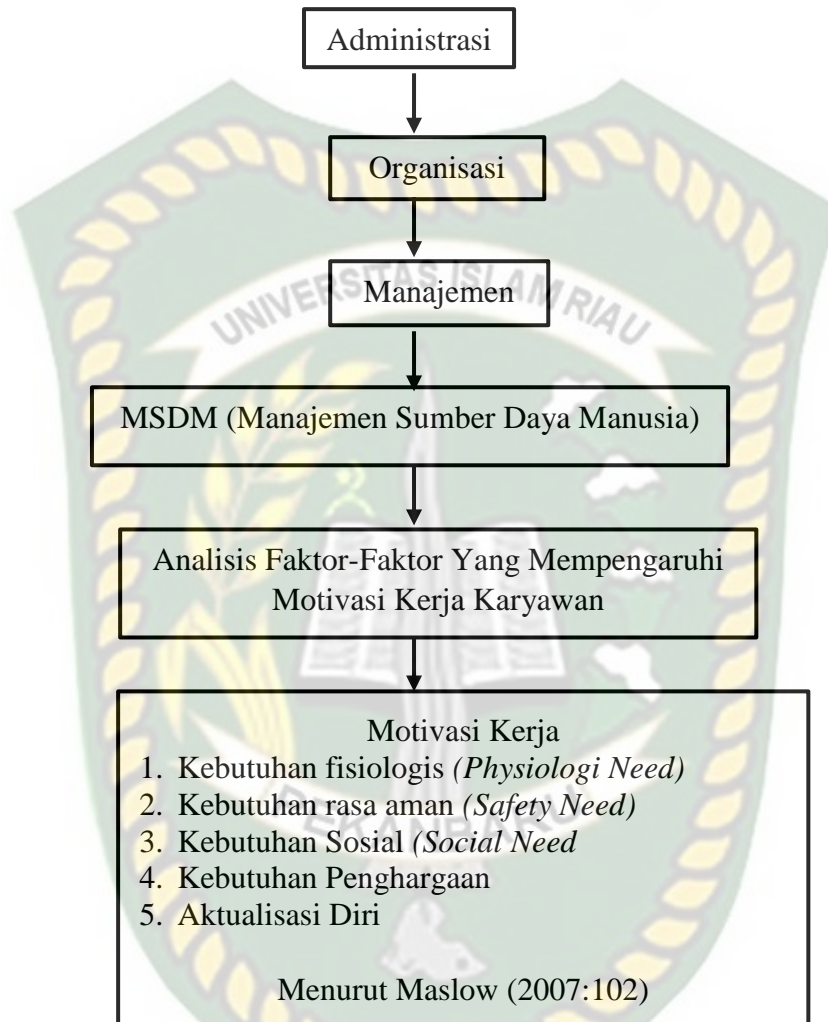 Administrasi
Organisasi
UNIVERSITAS ISLAM RIAU
Manajemen
MSDM (Manajemen Sumber Daya Manusia)
Analisis Faktor-Faktor Yang Mempengaruhi
Motivasi Kerja Karyawan
Motivasi Kerja
1. Kebutuhan fisiologis (Physiologi Need)
2. Kebutuhan rasa aman (Safety Need)
PEKANBARU
3. Kebutuhan Sosial (Social Need
4. Kebutuhan Penghargaan
5. Aktualisasi Diri
Menurut Maslow (2007:102)